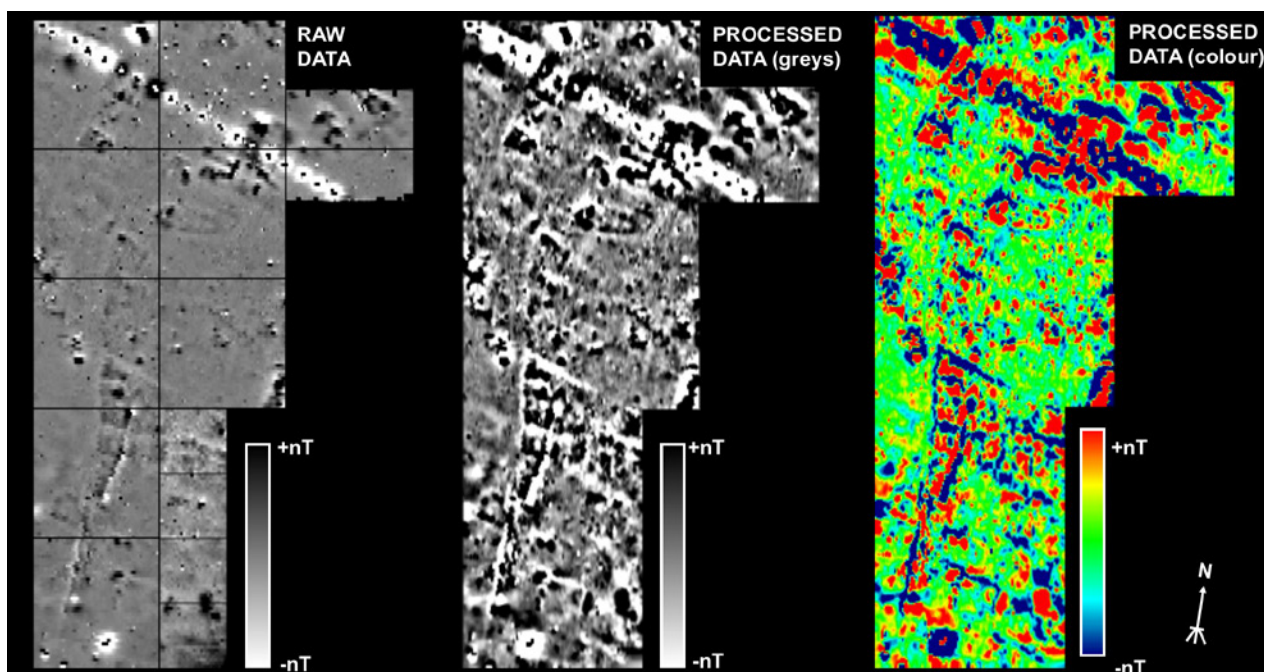 RAW
DATA
+nT
-nT
PROCESSED
DATA (greys)
+nT
-nT
PROCESSED
DATA (colour)
+nT
-nT
N